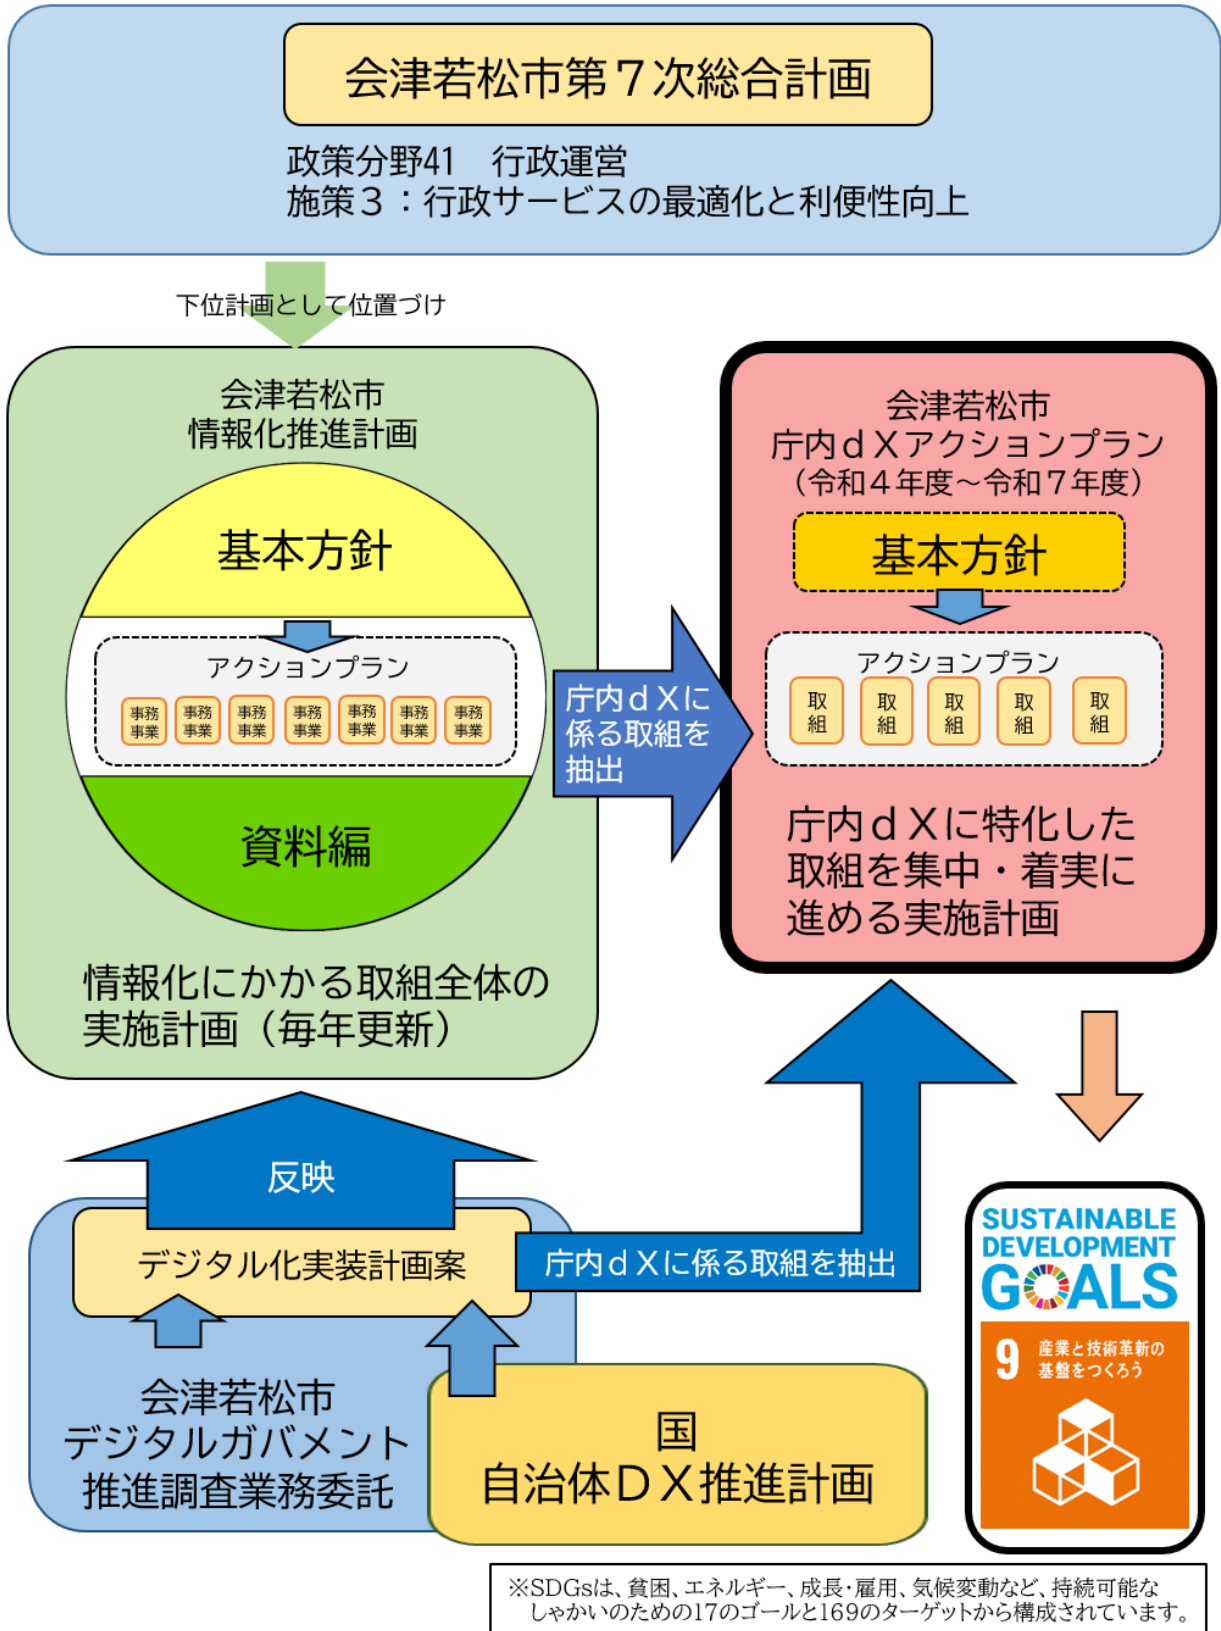 会津若松市第７次総合計画
政策分野41　行政運営
施策３：行政サービスの最適化と利便性向上
下位計画として位置づけ
会津若松市
情報化推進計画
基本方針
アクションプラン
事務
事業
事務
事業
事務
事業
事務
事業
事務
事業
事務
事業
事務
事業
資料編
情報化にかかる取組全体の
実施計画（毎年更新）
庁内ｄＸに
係る取組を
抽出
会津若松市
庁内ｄＸアクションプラン
（令和４年度～令和７年度）
基本方針
アクションプラン
取
組
取
組
取
組
取
組
取
組
庁内ｄＸに特化した
取組を集中・着実に
進める実施計画
反映
デジタル化実装計画案
庁内ｄＸに係る取組を抽出
会津若松市
デジタルガバメント
推進調査業務委託
国
自治体ＤＸ推進計画
SUSTAINABLE
DEVELOPMENT
GOALS
9 産業と技術革新の
基盤をつくろう
※SDGsは、貧困、エネルギー、成長・雇用、気候変動など、持続可能な
しゃかいのための17のゴールと169のターゲットから構成されています。